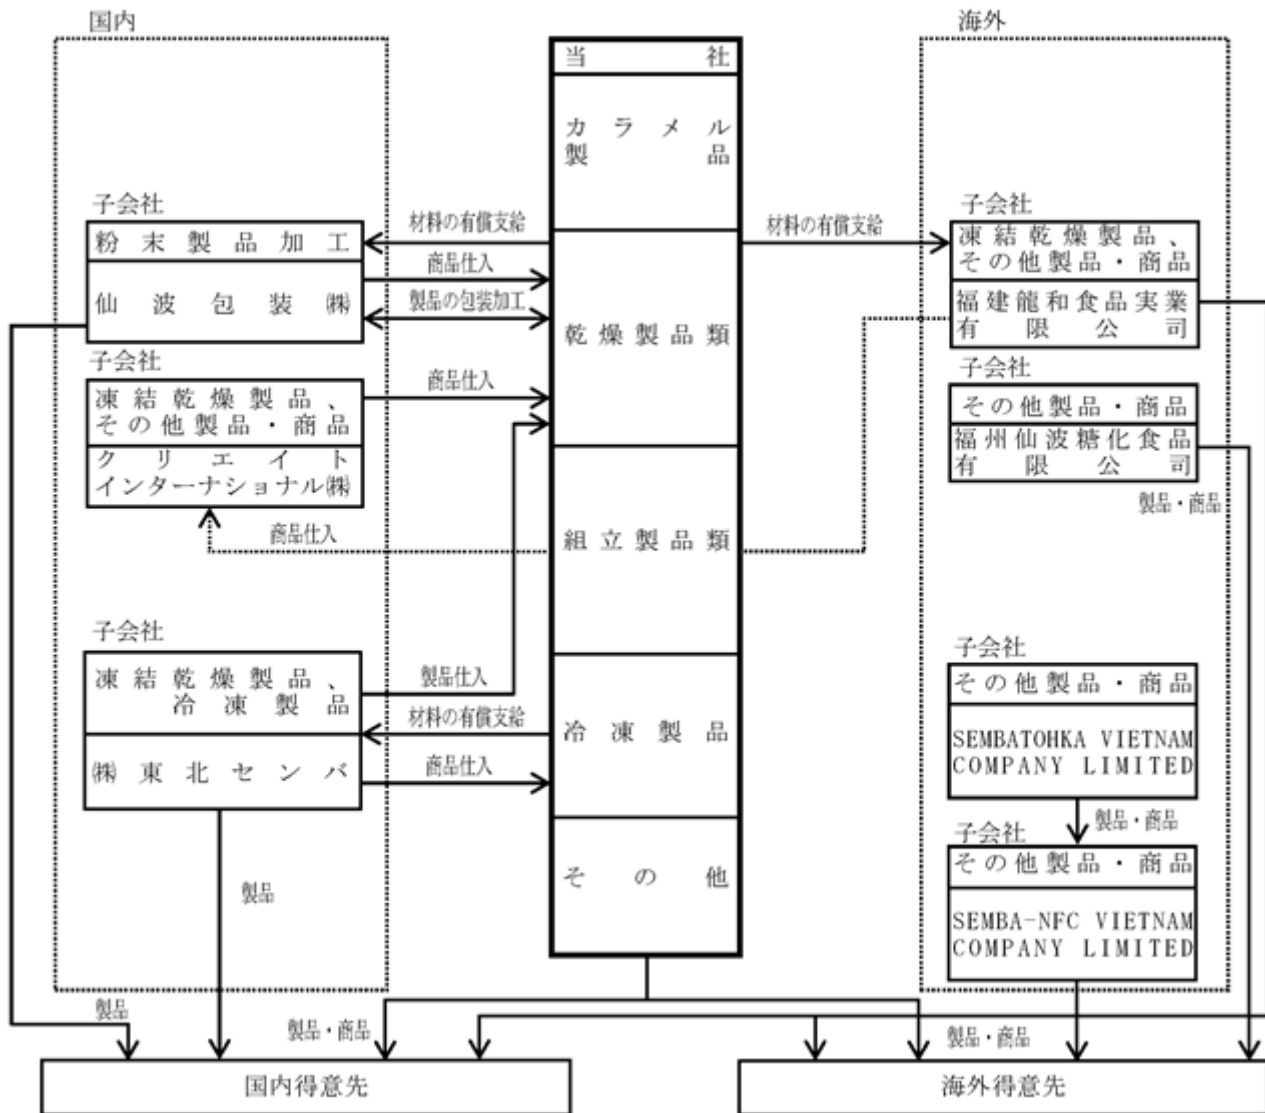 国内
海外
当社
カラメル
製品
乾燥製品類
組立製品類
冷凍製品
その他
子会社
粉末製品加工
仙波包装㈱
子会社
凍結乾燥製品、
その他製品・商品
クリエイト
インターナショナル㈱
子会社
凍結乾燥製品、
冷凍製品
㈱東北センバ
材料の有償支給
商品仕入
製品の包装加工
商品仕入
商品仕入
製品仕入
材料の有償支給
商品仕入
材料の有償支給
子会社
凍結乾燥製品、
その他製品・商品
福建龍和食品実業
有限公司
子会社
その他製品・商品
福州仙波糖化食品
有限公司
製品・商品
子会社
その他製品・商品
SEMBATOHKA VIETNAM
COMPANY LIMITED
製品・商品
子会社
その他製品・商品
SEMBA-NFC VIETNAM
COMPANY LIMITED
製品
製品
製品・商品
製品・商品
国内得意先
海外得意先